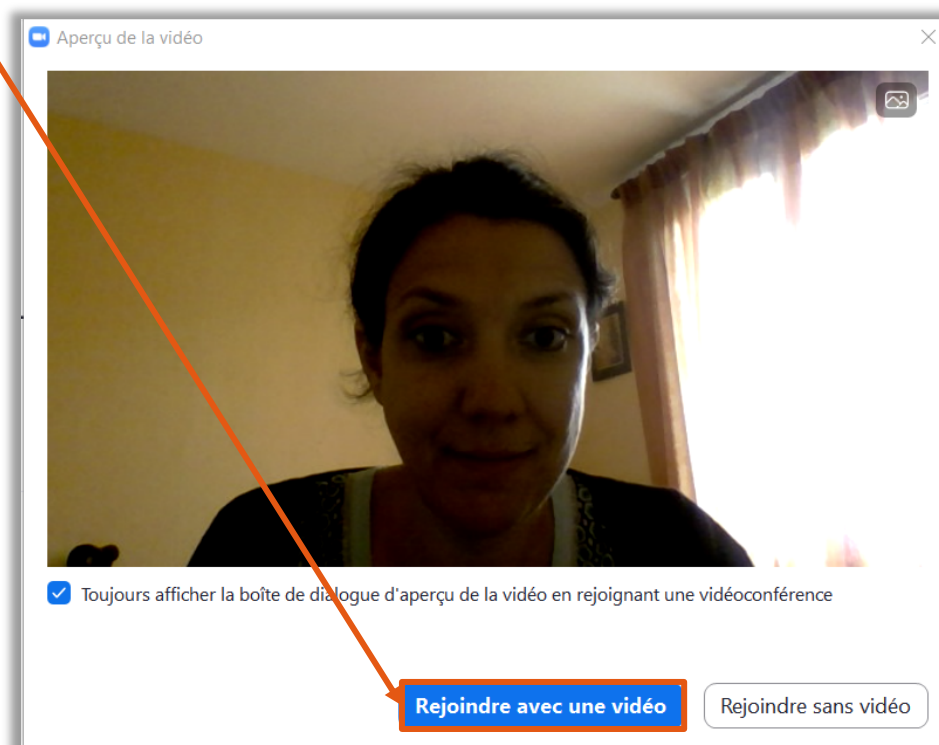 Aperçu de la vidéo
Toujours afficher la boîte de dialogue d'aperçu de la vidéo en rejoignant une vidéoconférence
Rejoindre avec une vidéo
Rejoindre sans vidéo